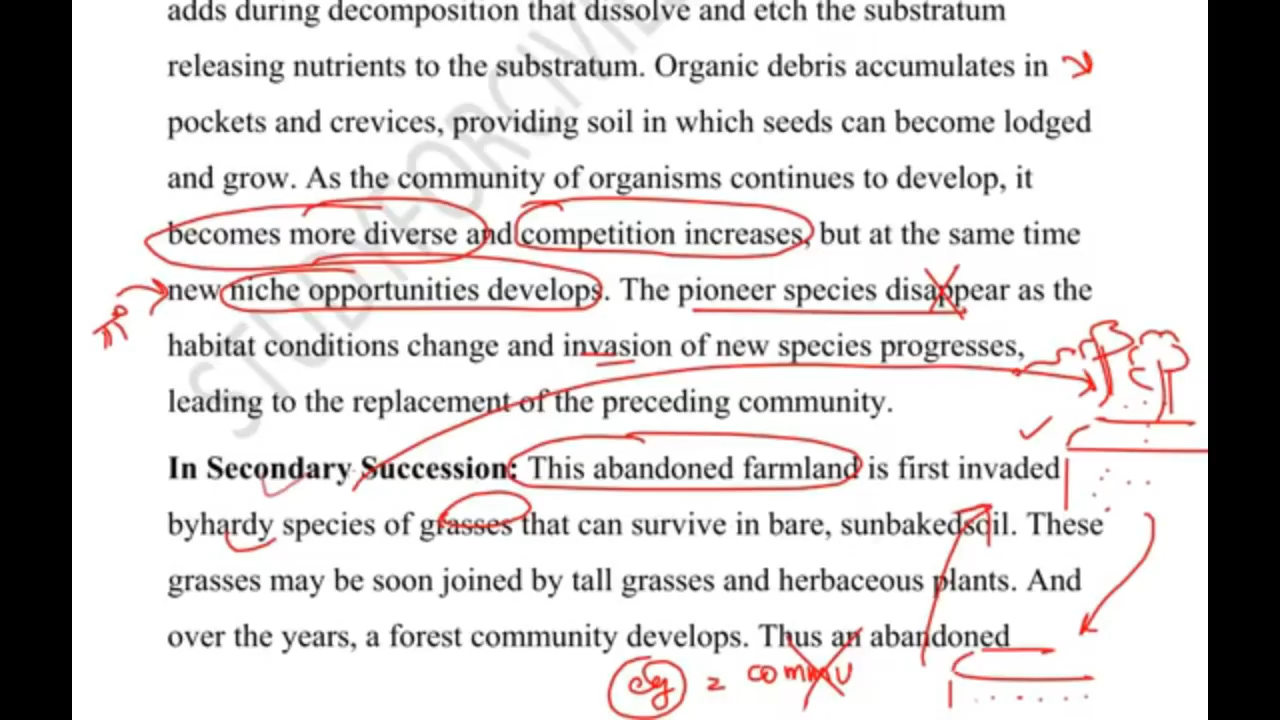 adds during decomposition that dissolve and etch the substratum
releasing nutrients to the substratum. Organic debris accumulates in
pockets and crevices, providing soil in which seeds can become lodged
and grow. As the community of organisms continues to develop, it
becomes more diverse and competition increases, but at the same time
new niche opportunities develops. The pioneer species disappear as the
habitat conditions change and invasion of new species progresses,
leading to the replacement of the preceding community.
In Secondary Succession: This abandoned farmland is first invaded
byhardy species of grasses that can survive in bare, sunbakedsoil. These
grasses may be soon joined by tall grasses and herbaceous plants. And
over the years, a forest community develops. Thus an abandoned
= commu